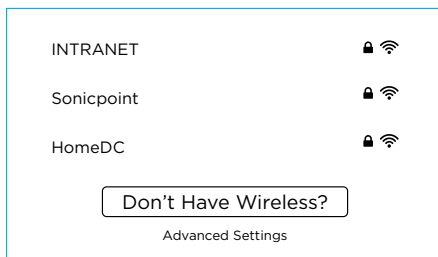 INTRANET
Sonicpoint
HomeDC
Don't Have Wireless?
Advanced Settings